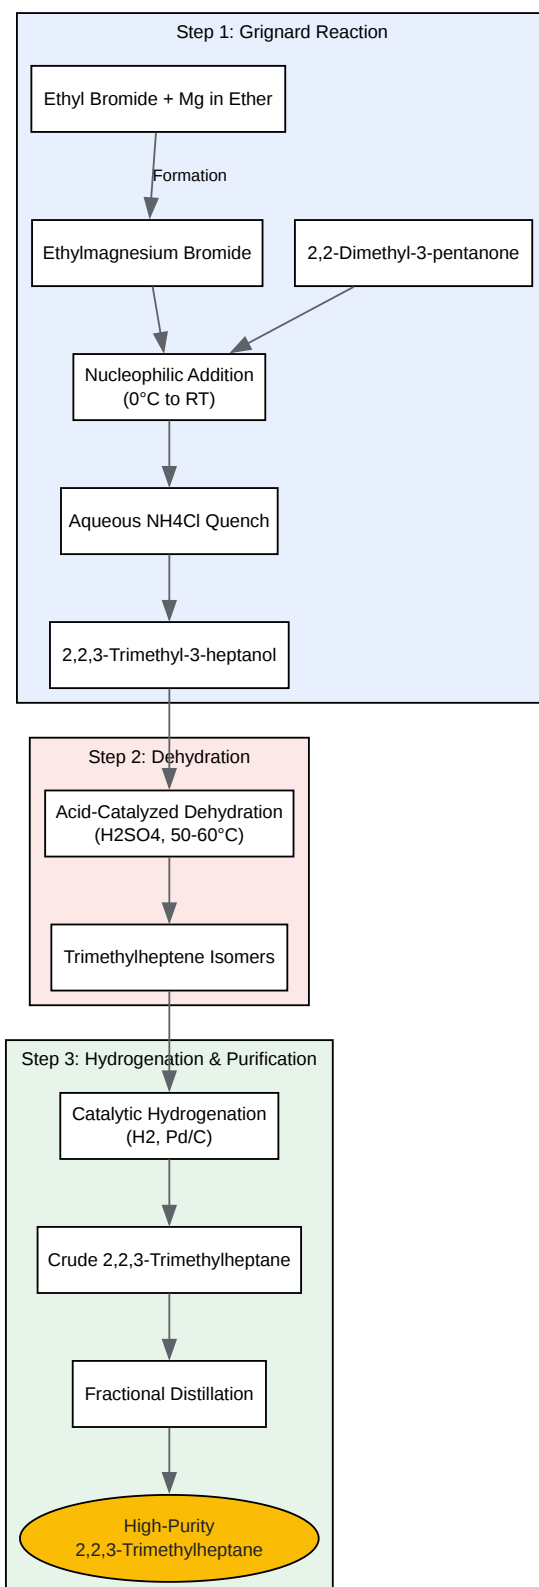 Step 1: Grignard Reaction
Ethyl Bromide + Mg in Ether
Formation
Ethylmagnesium Bromide
2,2-Dimethyl-3-pentanone
Nucleophilic Addition
(0°C to RT)
Aqueous NH4Cl Quench
2,2,3-Trimethyl-3-heptanol
Step 2: Dehydration
Acid-Catalyzed Dehydration
(H2SO4, 50-60°C)
Trimethylheptene Isomers
Step 3: Hydrogenation & Purification
Catalytic Hydrogenation
(H2, Pd/C)
Crude 2,2,3-Trimethylheptane
Fractional Distillation
High-Purity
2,2,3-Trimethylheptane